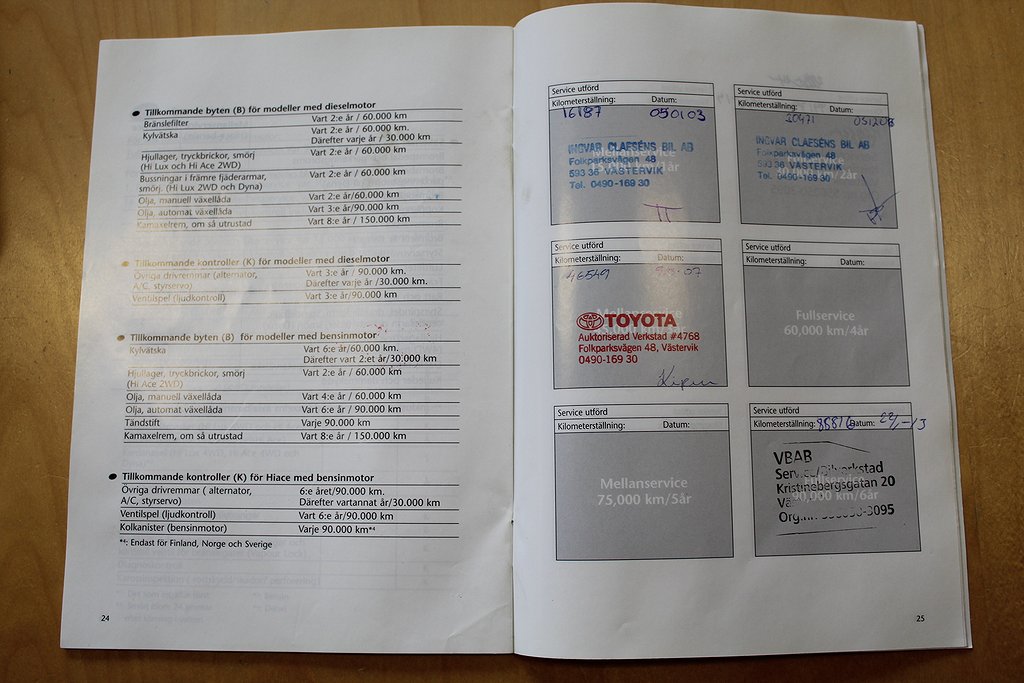 Tillkommande byten (B) för modeller med dieselmotor
Bränslefilter Vart 2:e år / 60.000 km
Kylvätska Vart 2:e år / 60.000 km.
Därefter varje år / 30.000 km
Hjullager, tryckbrickor, smörj Vart 2:e år / 60.000 km
(Hi Lux och Hi Ace 2WD)
Bussningar i främre fjäderarmar, Vart 2:e år / 60.000 km
smörj. (Hi Lux 2WD och Dyna)
Olja, manuell växellåda Vart 2:e år/60.000 km
Olja, automat växellåda Vart 3:e år/90.000 km
Kamaxelrem, om så utrustad Vart 8:e år / 150.000 km
Tillkommande kontroller (K) för modeller med dieselmotor
Övriga drivremmar (alternator, Vart 3:e år / 90.000 km.
A/C, styrservo) Därefter varje år /30.000 km.
Ventilspel (ljudkontroll) Vart 3:e år/90.000 km
Tillkommande byten (B) för modeller med bensinmotor
Kylvätska Vart 6:e år/60.000 km.
Därefter vart 2:et år/30.000 km
Hjullager, tryckbrickor, smörj Vart 2:e år / 60.000 km
(Hi Ace 2WD)
Olja, manuell växellåda Vart 4:e år / 60.000 km
Olja, automat växellåda Vart 6:e år / 90.000 km
Tändstift Varje 90.000 km
Kamaxelrem, om så utrustad Vart 8:e år / 150.000 km
Tillkommande kontroller (K) för Hiace med bensinmotor
Övriga drivremmar ( alternator, 6:e året/90.000 km.
A/C, styrservo) Därefter vartannat år/30.000 km
Ventilspel (ljudkontroll) Vart 6:e år/90.000 km
Kolkanister (bensinmotor) Varje 90.000 km*⁴
*⁴: Endast för Finland, Norge och Sverige
24
Service utförd
Kilometerställning: Datum:
16187 050103
INGVAR CLAESÉNS BIL AB
Folkparksvägen 48
593 36 VÄSTERVIK
Tel. 0490-169 30
Service utförd
Kilometerställning: Datum:
30971 051208
INGVAR CLAESÉNS BIL AB
Folkparksvägen 48
593 36 VÄSTERVIK
Tel. 0490-169 30
Service utförd
Kilometerställning: Datum:
46549
TOYOTA
Auktoriserad Verkstad #4768
Folkparksvägen 48, Västervik
0490-169 30
Service utförd
Kilometerställning: Datum:
Fullservice
60,000 km/4år
Service utförd
Kilometerställning: Datum:
Mellanservice
75,000 km/5år
Service utförd
Kilometerställning: Datum:
VBAB
Kristinebergsgatan 20
90,000 km/6år
25